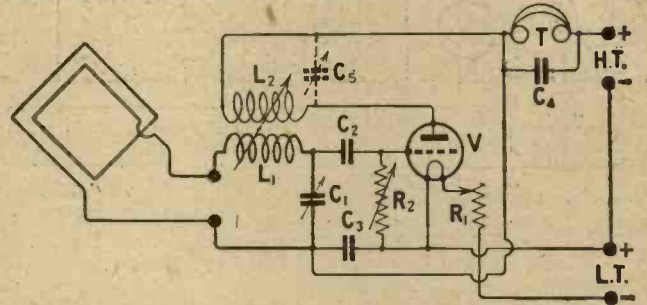 T
+
H.T.
−
C₄
L₂
C₅
C₂
V
L₁
C₁
R₂
R₁
C₃
+
L.T.
−